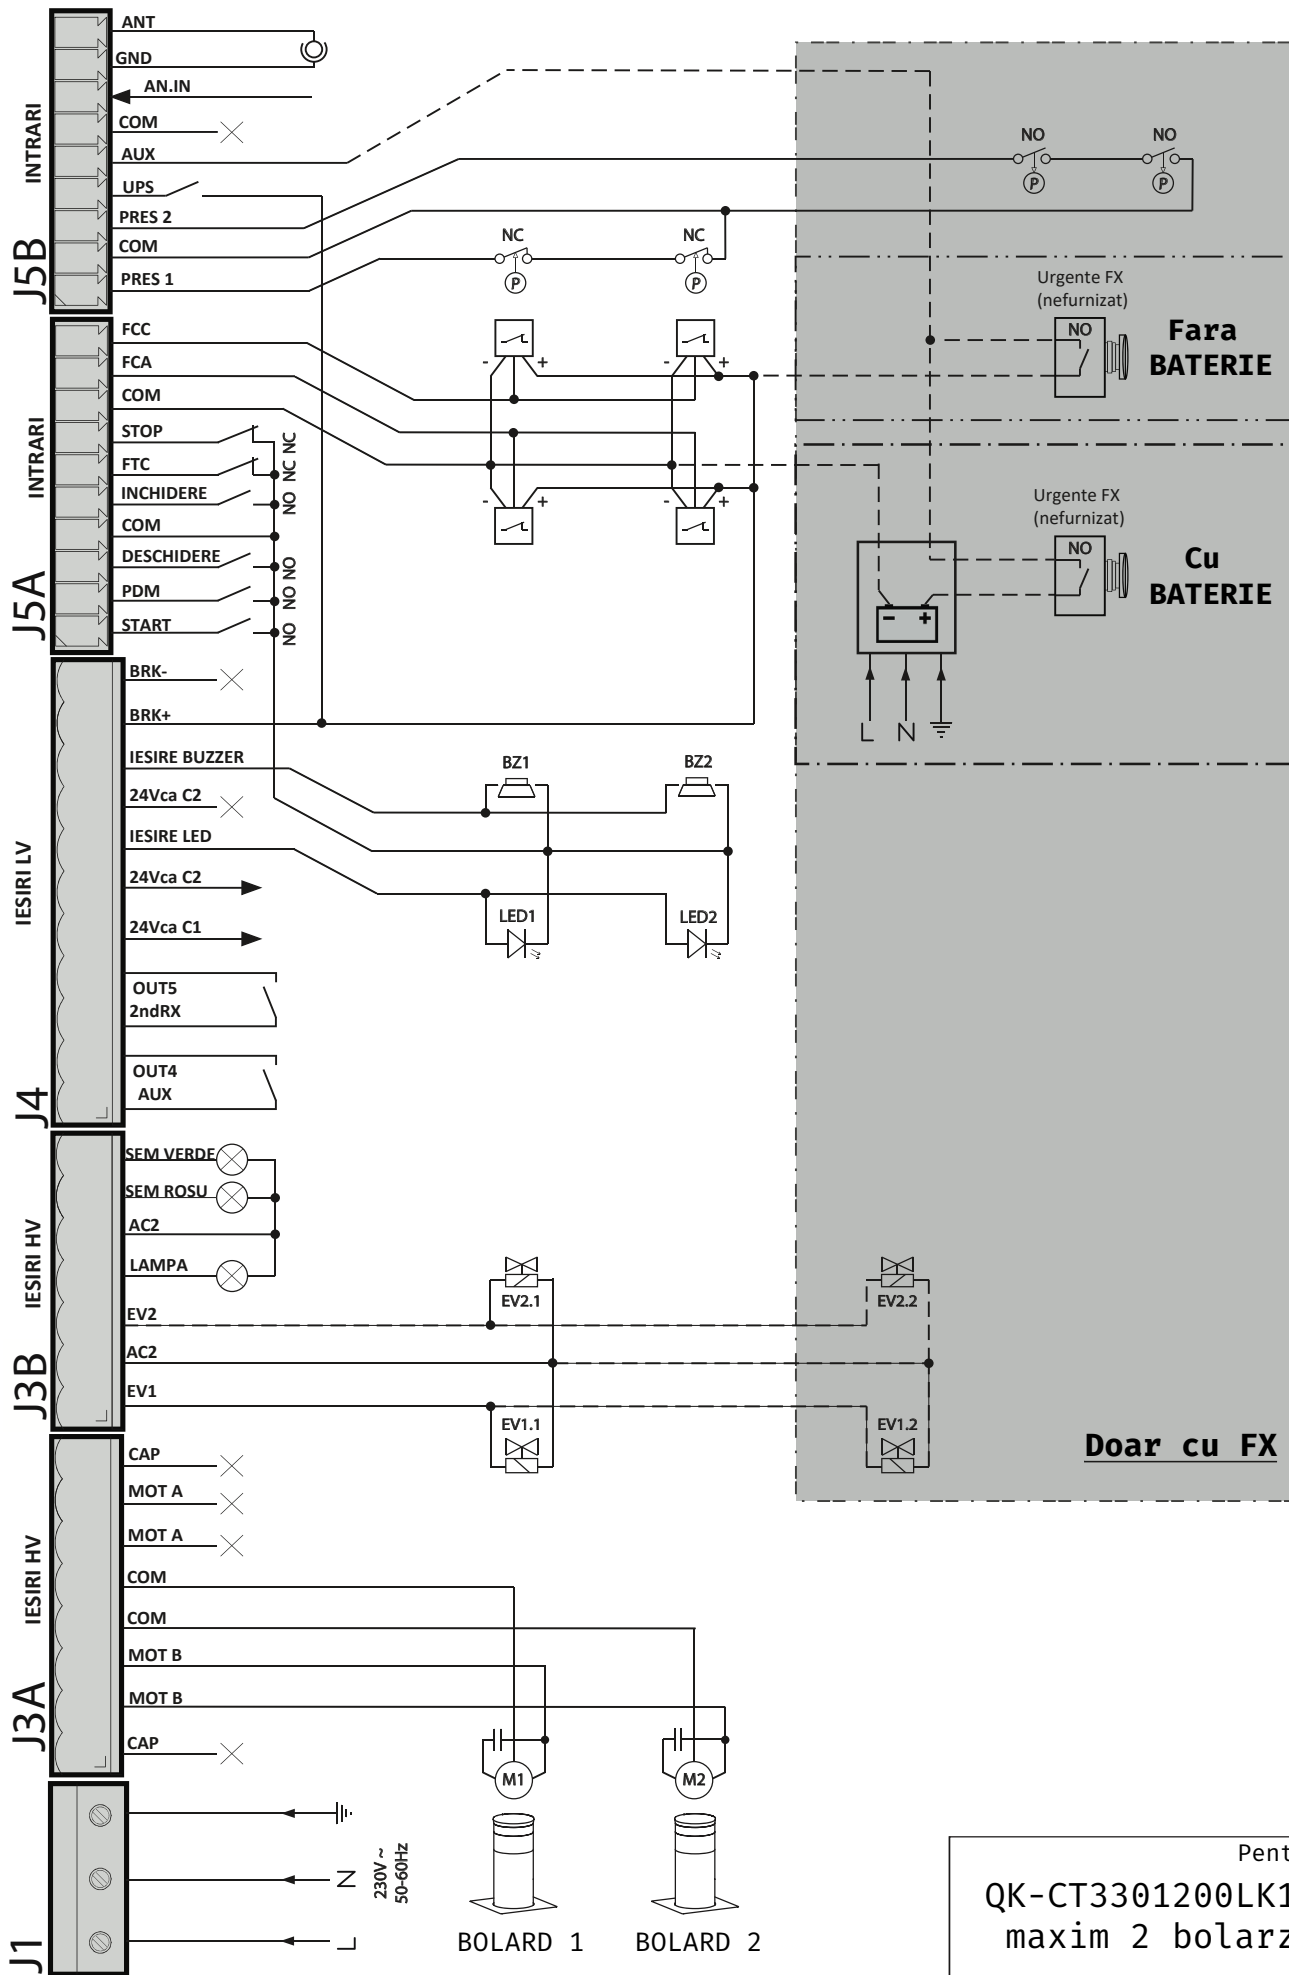 J5B
INTRARI
ANT
GND
AN.IN
COM
AUX
UPS
PRES 2
COM
PRES 1
NO
NO
P
P
NC
NC
P
P
Urgente FX
(nefurnizat)
NO
Fara
BATERIE
J5A
INTRARI
FCC
FCA
COM
STOP
FTC
INCHIDERE
COM
DESCHIDERE
PDM
START
NC
NC
NO
NO
NO
NO
- +
- +
- +
- +
Urgente FX
(nefurnizat)
NO
Cu
BATERIE
- +
L N
J4
IESIRI LV
BRK-
BRK+
IESIRE BUZZER
24Vca C2
IESIRE LED
24Vca C2
24Vca C1
OUT5
2ndRX
OUT4
AUX
BZ1
BZ2
LED1
LED2
J3B
IESIRI HV
SEM VERDE
SEM ROSU
AC2
LAMPA
EV2
AC2
EV1
EV2.1
EV2.2
EV1.1
EV1.2
Doar cu FX
J3A
IESIRI HV
CAP
MOT A
MOT A
COM
COM
MOT B
MOT B
CAP
M1
M2
J1
N
L
230V ~
50-60Hz
BOLARD 1
BOLARD 2
Pent
QK-CT3301200LK1
maxim 2 bolarz